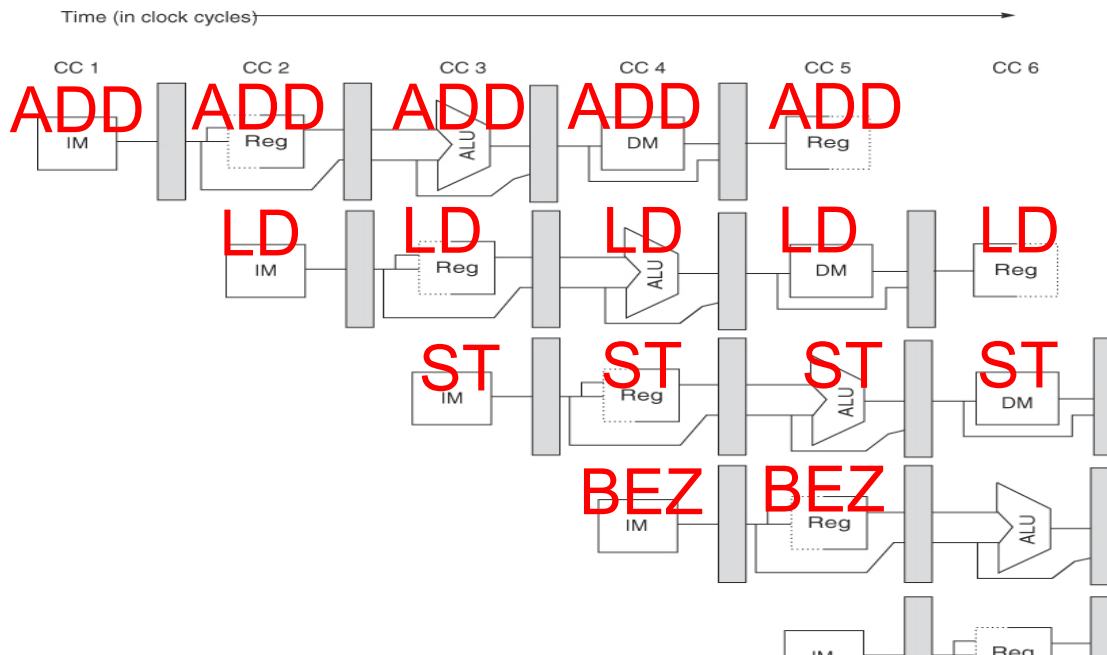 Time (in clock cycles)
CC 1 CC 2 CC 3 CC 4 CC 5 CC 6
ADD ADD ADD ADD ADD
IM Reg ALU DM Reg
LD LD LD LD LD
IM Reg ALU DM Reg
ST ST ST ST
IM Reg ALU DM
BEZ BEZ
IM Reg ALU
IM Reg